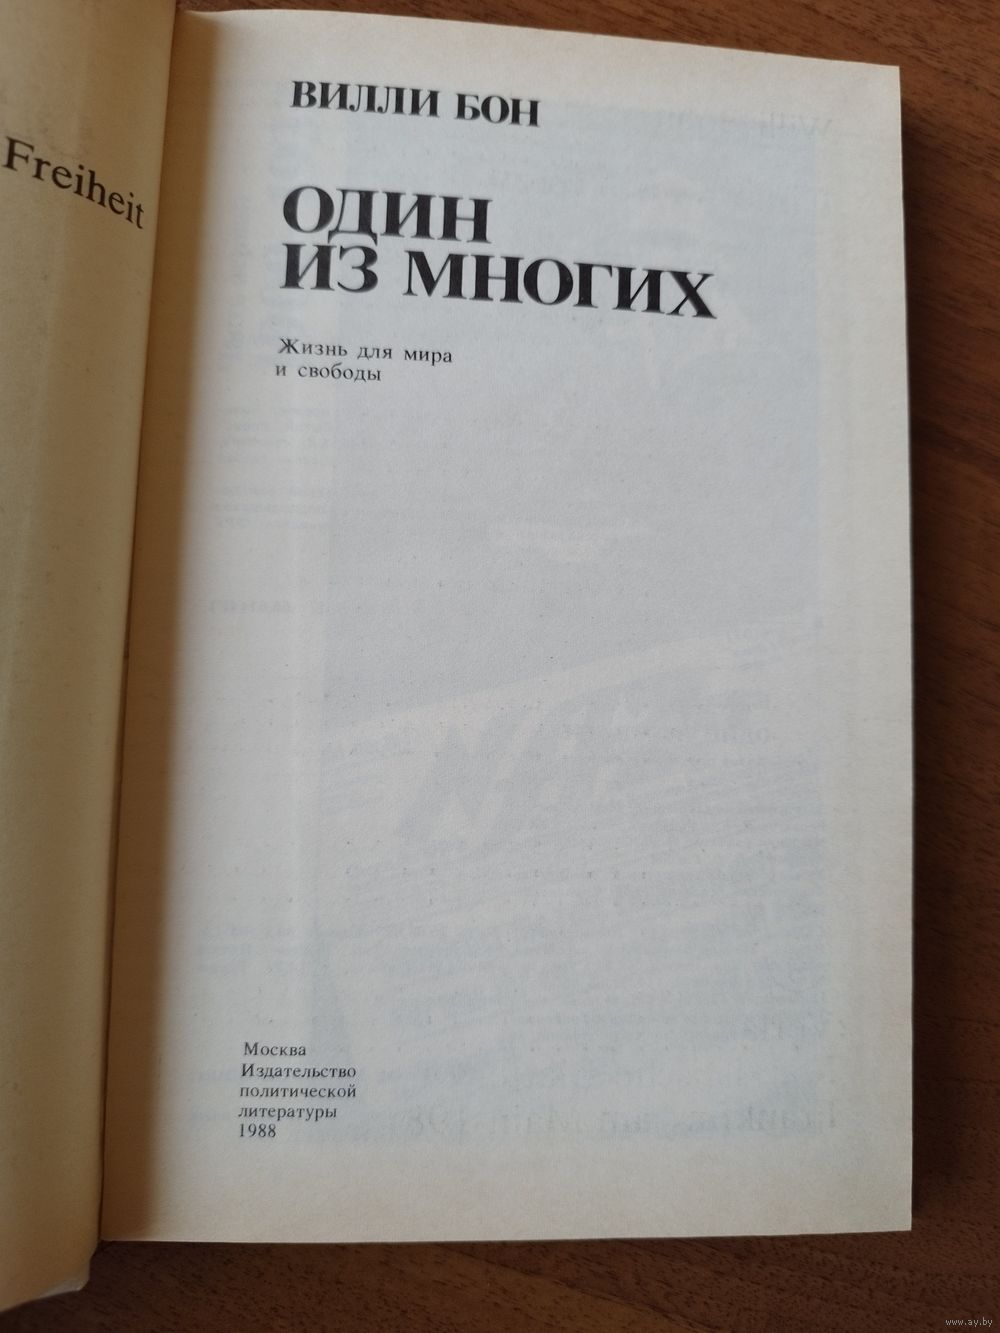 Freiheit
ВИЛЛИ БОН
ОДИН
ИЗ МНОГИХ
Жизнь для мира
и свободы
Москва
Издательство
политической
литературы
1988
www.ay.by